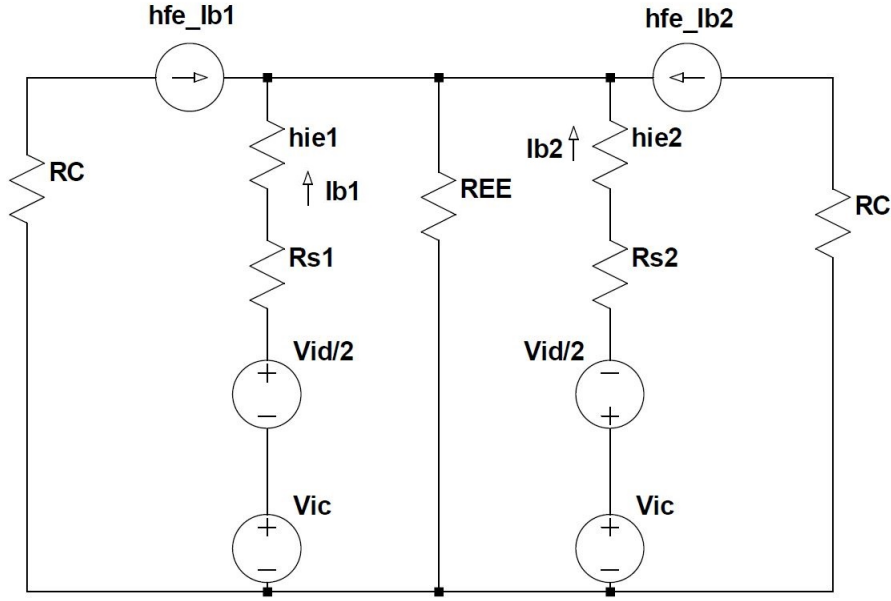 hfe_Ib1
hfe_Ib2
hie1
Ib2
hie2
RC
Ib1
REE
RC
Rs1
Rs2
Vid/2
Vid/2
+
−
−
+
Vic
Vic
+
+
−
−